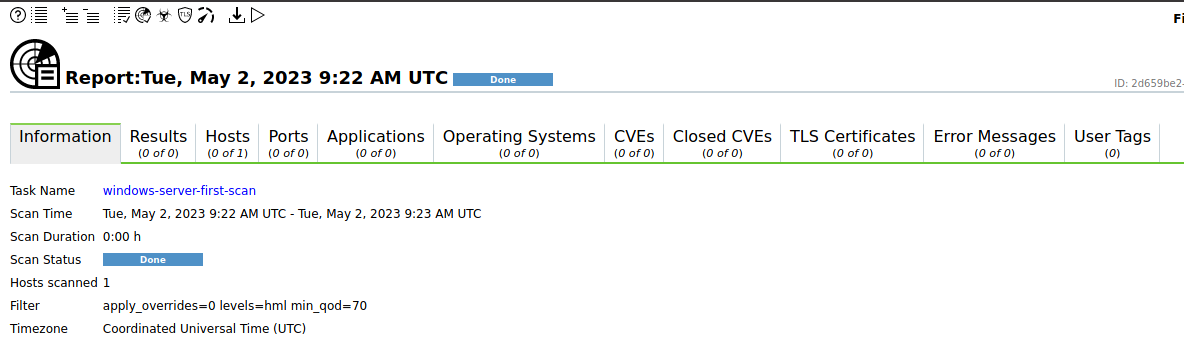 TLS
Fi
Report:Tue, May 2, 2023 9:22 AM UTC Done
ID: 2d659be2-
Information Results Hosts Ports Applications Operating Systems CVEs Closed CVEs TLS Certificates Error Messages User Tags
(0 of 0) (0 of 1) (0 of 0) (0 of 0) (0 of 0) (0 of 0) (0 of 0) (0 of 0) (0 of 0) (0)
Task Name windows-server-first-scan
Scan Time Tue, May 2, 2023 9:22 AM UTC - Tue, May 2, 2023 9:23 AM UTC
Scan Duration 0:00 h
Scan Status Done
Hosts scanned 1
Filter apply_overrides=0 levels=hml min_qod=70
Timezone Coordinated Universal Time (UTC)